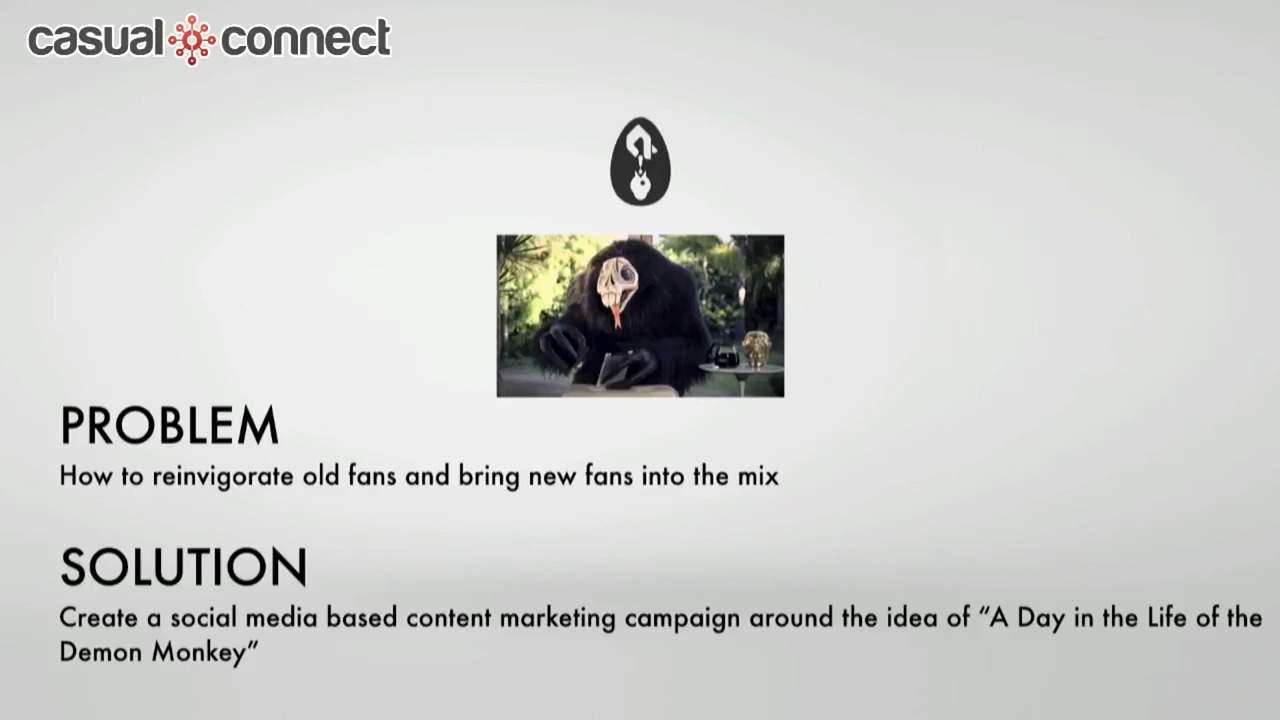 casual connect
PROBLEM
How to reinvigorate old fans and bring new fans into the mix
SOLUTION
Create a social media based content marketing campaign around the idea of “A Day in the Life of the
Demon Monkey”